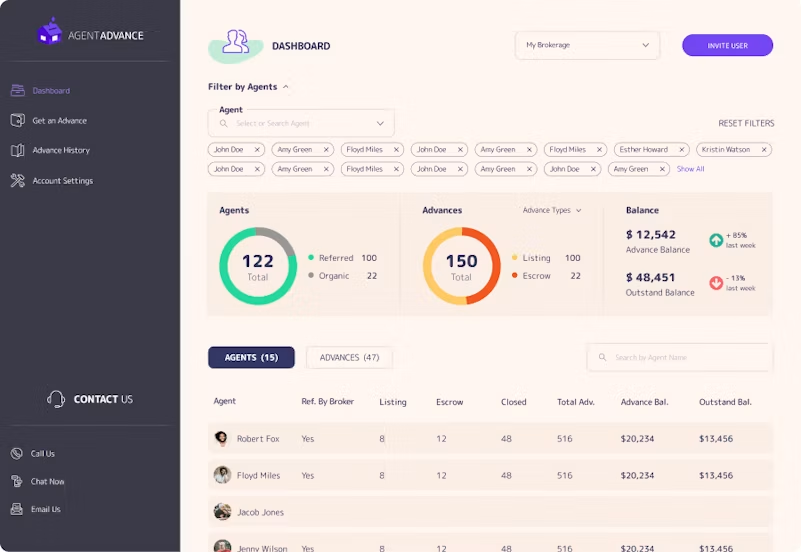 AGENTADVANCE
Dashboard
Get an Advance
Advance History
Account Settings
CONTACT US
Call Us
Chat Now
Email Us
DASHBOARD
My Brokerage
INVITE USER
Filter by Agents
Agent
Select or Search Agent
RESET FILTERS
John Doe × Amy Green × Floyd Miles × John Doe × Amy Green × Floyd Miles × Esther Howard × Kristin Watson ×
John Doe × Amy Green × Floyd Miles × John Doe × Amy Green × John Doe × Amy Green × Show All
Agents
122
Total
Referred 100
Organic 22
Advances
Advance Types
150
Total
Listing 100
Escrow 22
Balance
$ 12,542
Advance Balance
+ 85%
last week
$ 48,451
Outstand Balance
- 13%
last week
AGENTS (15)
ADVANCES (47)
Search by Agent Name
Agent Ref. By Broker Listing Escrow Closed Total Adv. Advance Bal. Outstand Bal.
Robert Fox Yes 8 12 48 516 $20,234 $13,456
Floyd Miles Yes 8 12 48 516 $20,234 $13,456
Jacob Jones
Jenny Wilson Yes 8 12 48 516 $20,234 $13,456